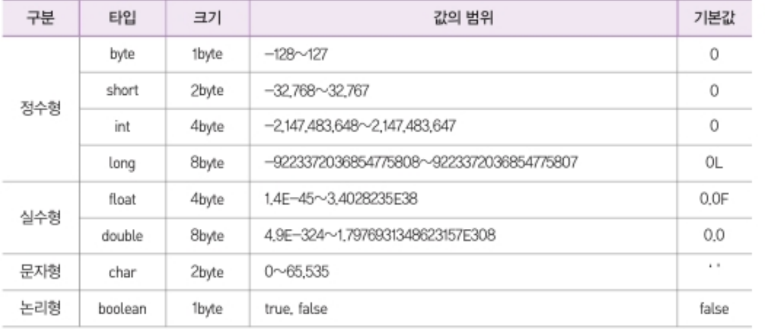 구분 타입 크기 값의 범위 기본값
정수형 byte 1byte -128~127 0
short 2byte -32,768~32,767 0
int 4byte -2,147,483,648~2,147,483,647 0
long 8byte -9223372036854775808~9223372036854775807 0L
실수형 float 4byte 1.4E-45~3.4028235E38 0.0F
double 8byte 4.9E-324~1.7976931348623157E308 0.0
문자형 char 2byte 0~65,535 ' '
논리형 boolean 1byte true, false false